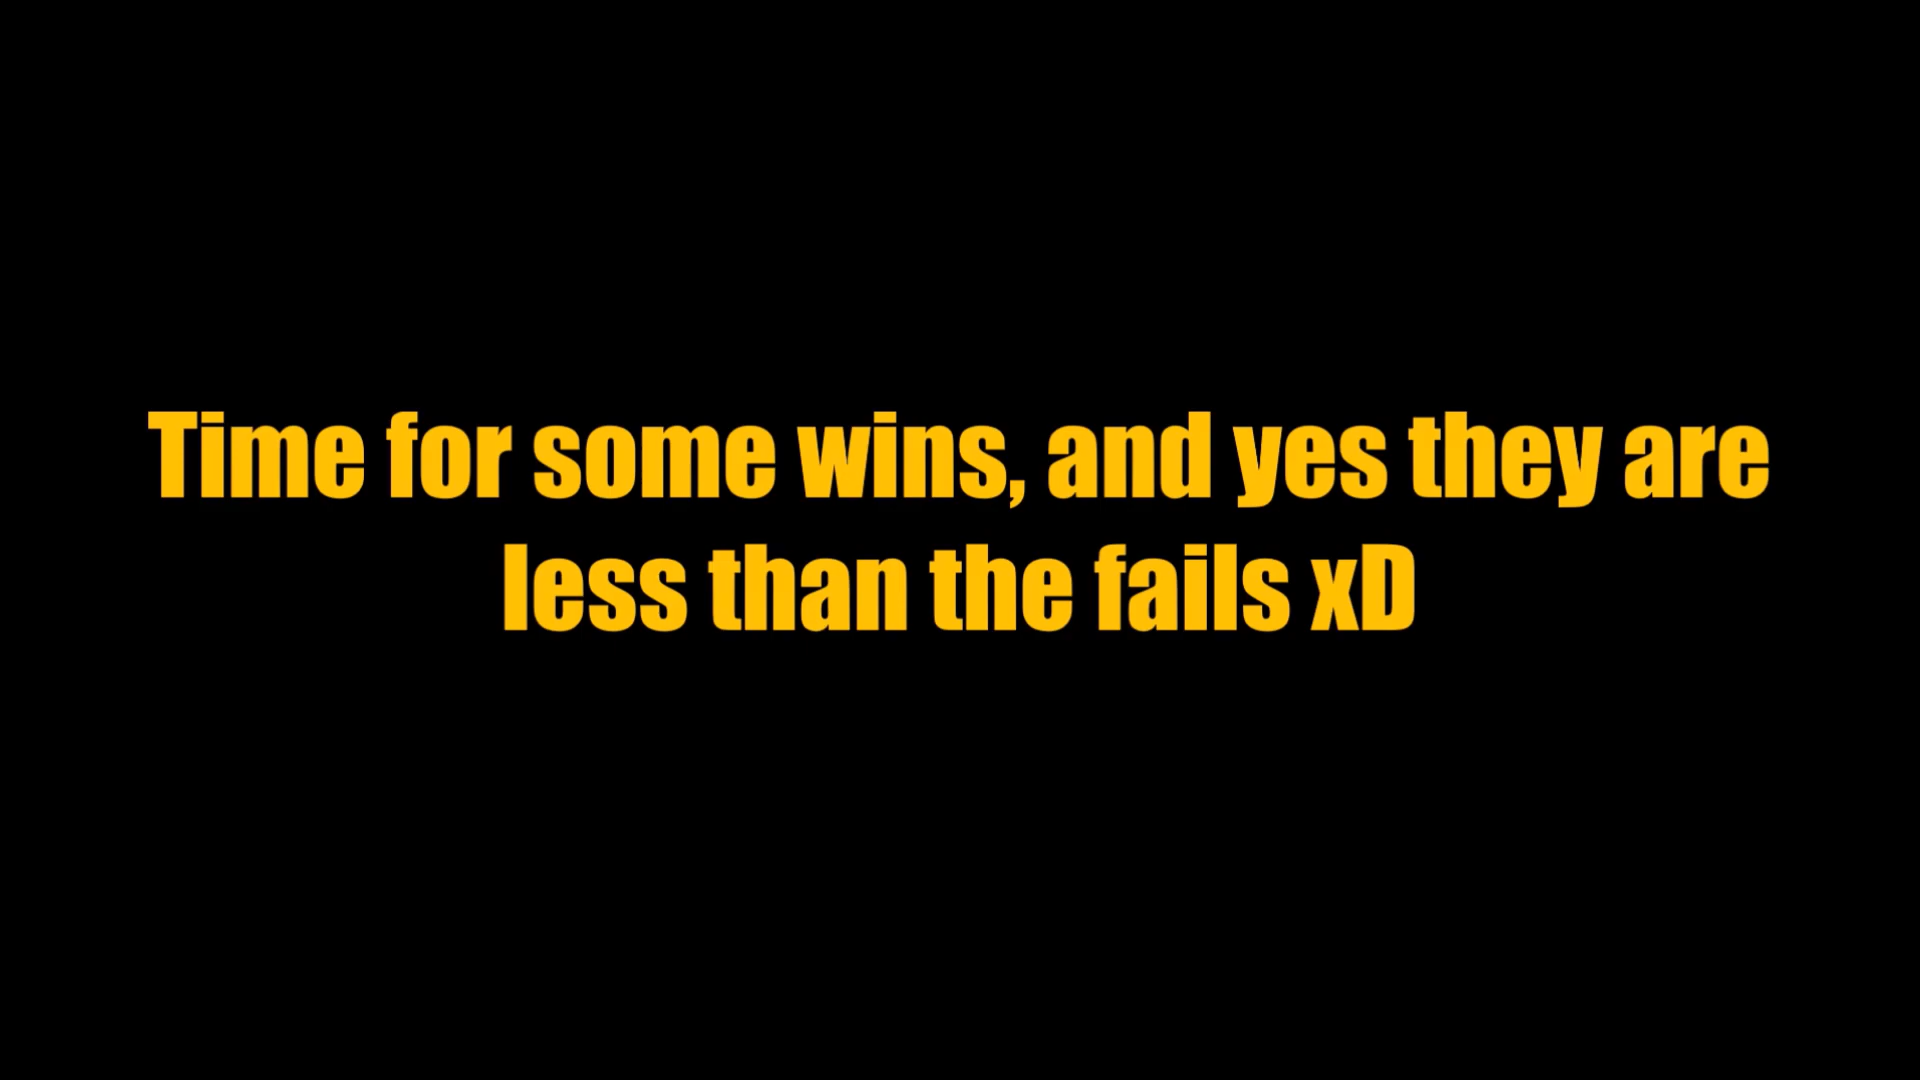 Time for some wins, and yes they are
less than the fails xD